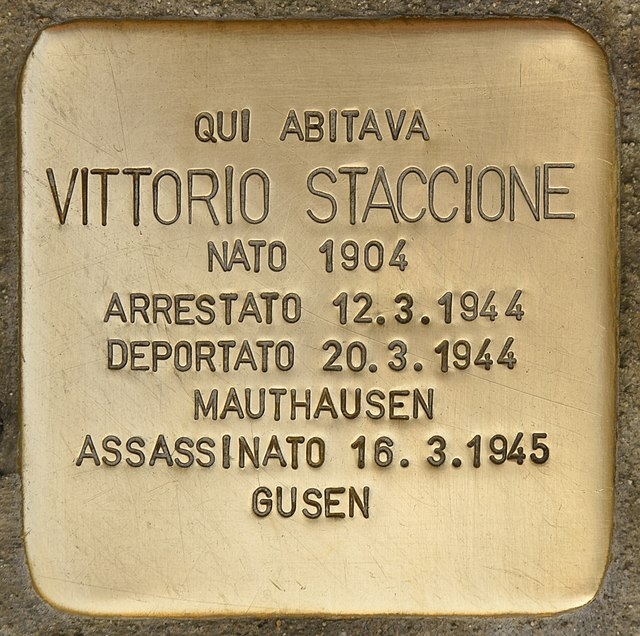 QUI ABITAVA
VITTORIO STACCIONE
NATO 1904
ARRESTATO 12.3.1944
DEPORTATO 20.3.1944
MAUTHAUSEN
ASSASSINATO 16.3.1945
GUSEN